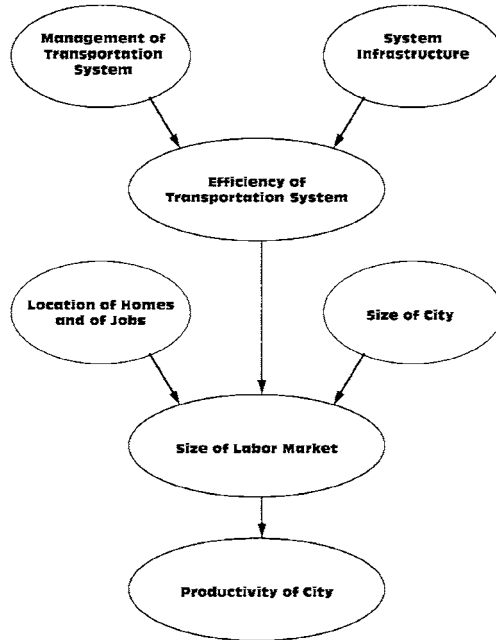 Management of
Transportation
System
System
Infrastructure
Efficiency of
Transportation System
Location of Homes
and of Jobs
Size of City
Size of Labor Market
Productivity of City